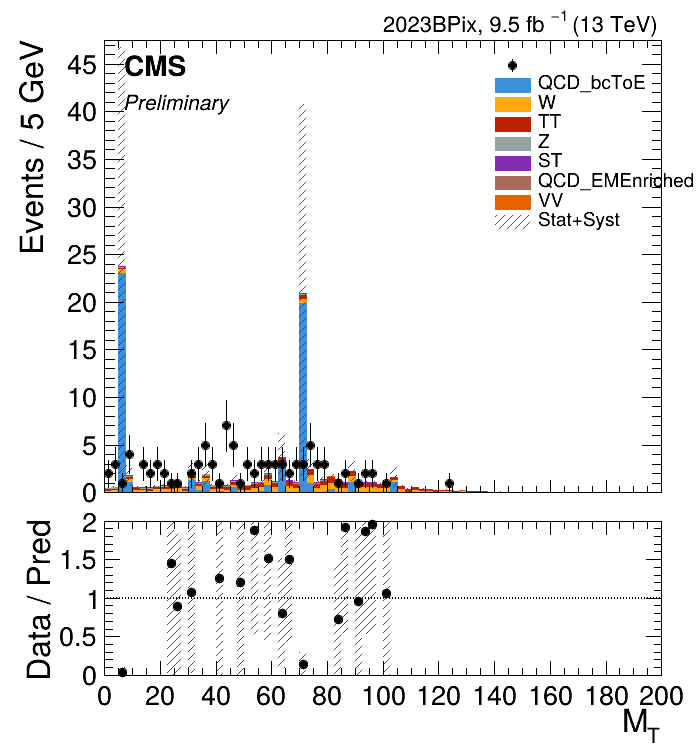 2023BPix, 9.5 fb⁻¹ (13 TeV)
Events / 5 GeV
45
40
35
30
25
20
15
10
5
0
CMS
Preliminary
QCD_bcToE
W
TT
Z
ST
QCD_EMEnriched
VV
Stat+Syst
Data / Pred
2
1.5
1
0.5
0
0 20 40 60 80 100 120 140 160 180 200
M_T